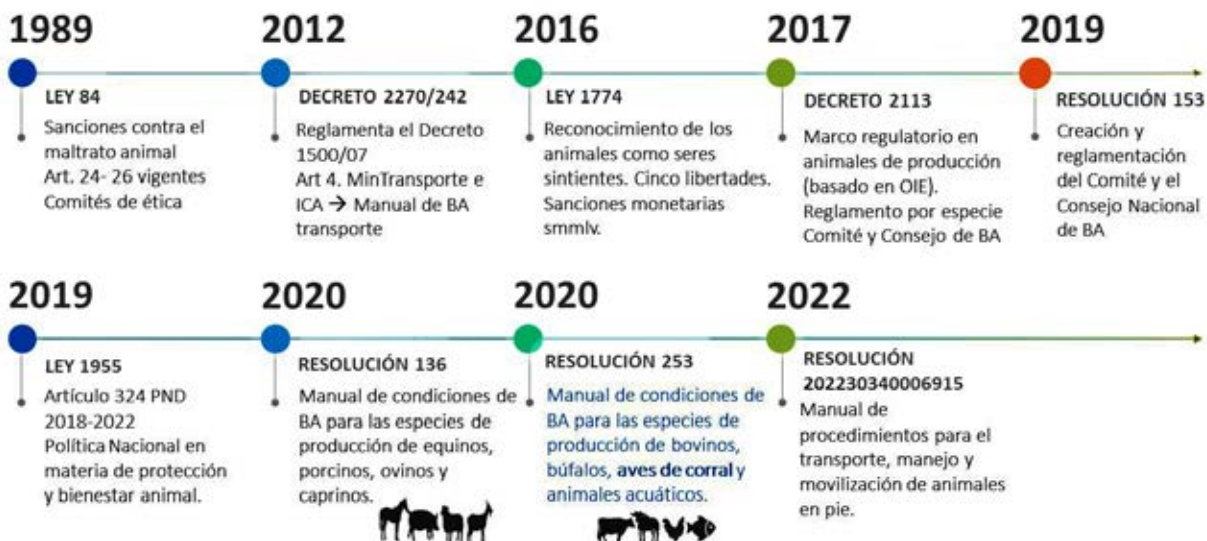 1989
LEY 84
Sanciones contra el
maltrato animal
Art. 24- 26 vigentes
Comités de ética
2012
DECRETO 2270/242
Reglamenta el Decreto
1500/07
Art 4. MinTransporte e
ICA → Manual de BA
transporte
2016
LEY 1774
Reconocimiento de los
animales como seres
sintientes. Cinco libertades.
Sanciones monetarias
smmlv.
2017
DECRETO 2113
Marco regulatorio en
animales de producción
(basado en OIE).
Reglamento por especie
Comité y Consejo de BA
2019
RESOLUCIÓN 153
Creación y
reglamentación
del Comité y el
Consejo Nacional
de BA
2019
LEY 1955
Artículo 324 PND
2018-2022
Política Nacional en
materia de protección
y bienestar animal.
2020
RESOLUCIÓN 136
Manual de condiciones de
BA para las especies de
producción de equinos,
porcinos, ovinos y
caprinos.
2020
RESOLUCIÓN 253
Manual de condiciones de
BA para las especies de
producción de bovinos,
búfalos, aves de corral y
animales acuáticos.
2022
RESOLUCIÓN
202230340006915
Manual de
procedimientos para el
transporte, manejo y
movilización de animales
en pie.